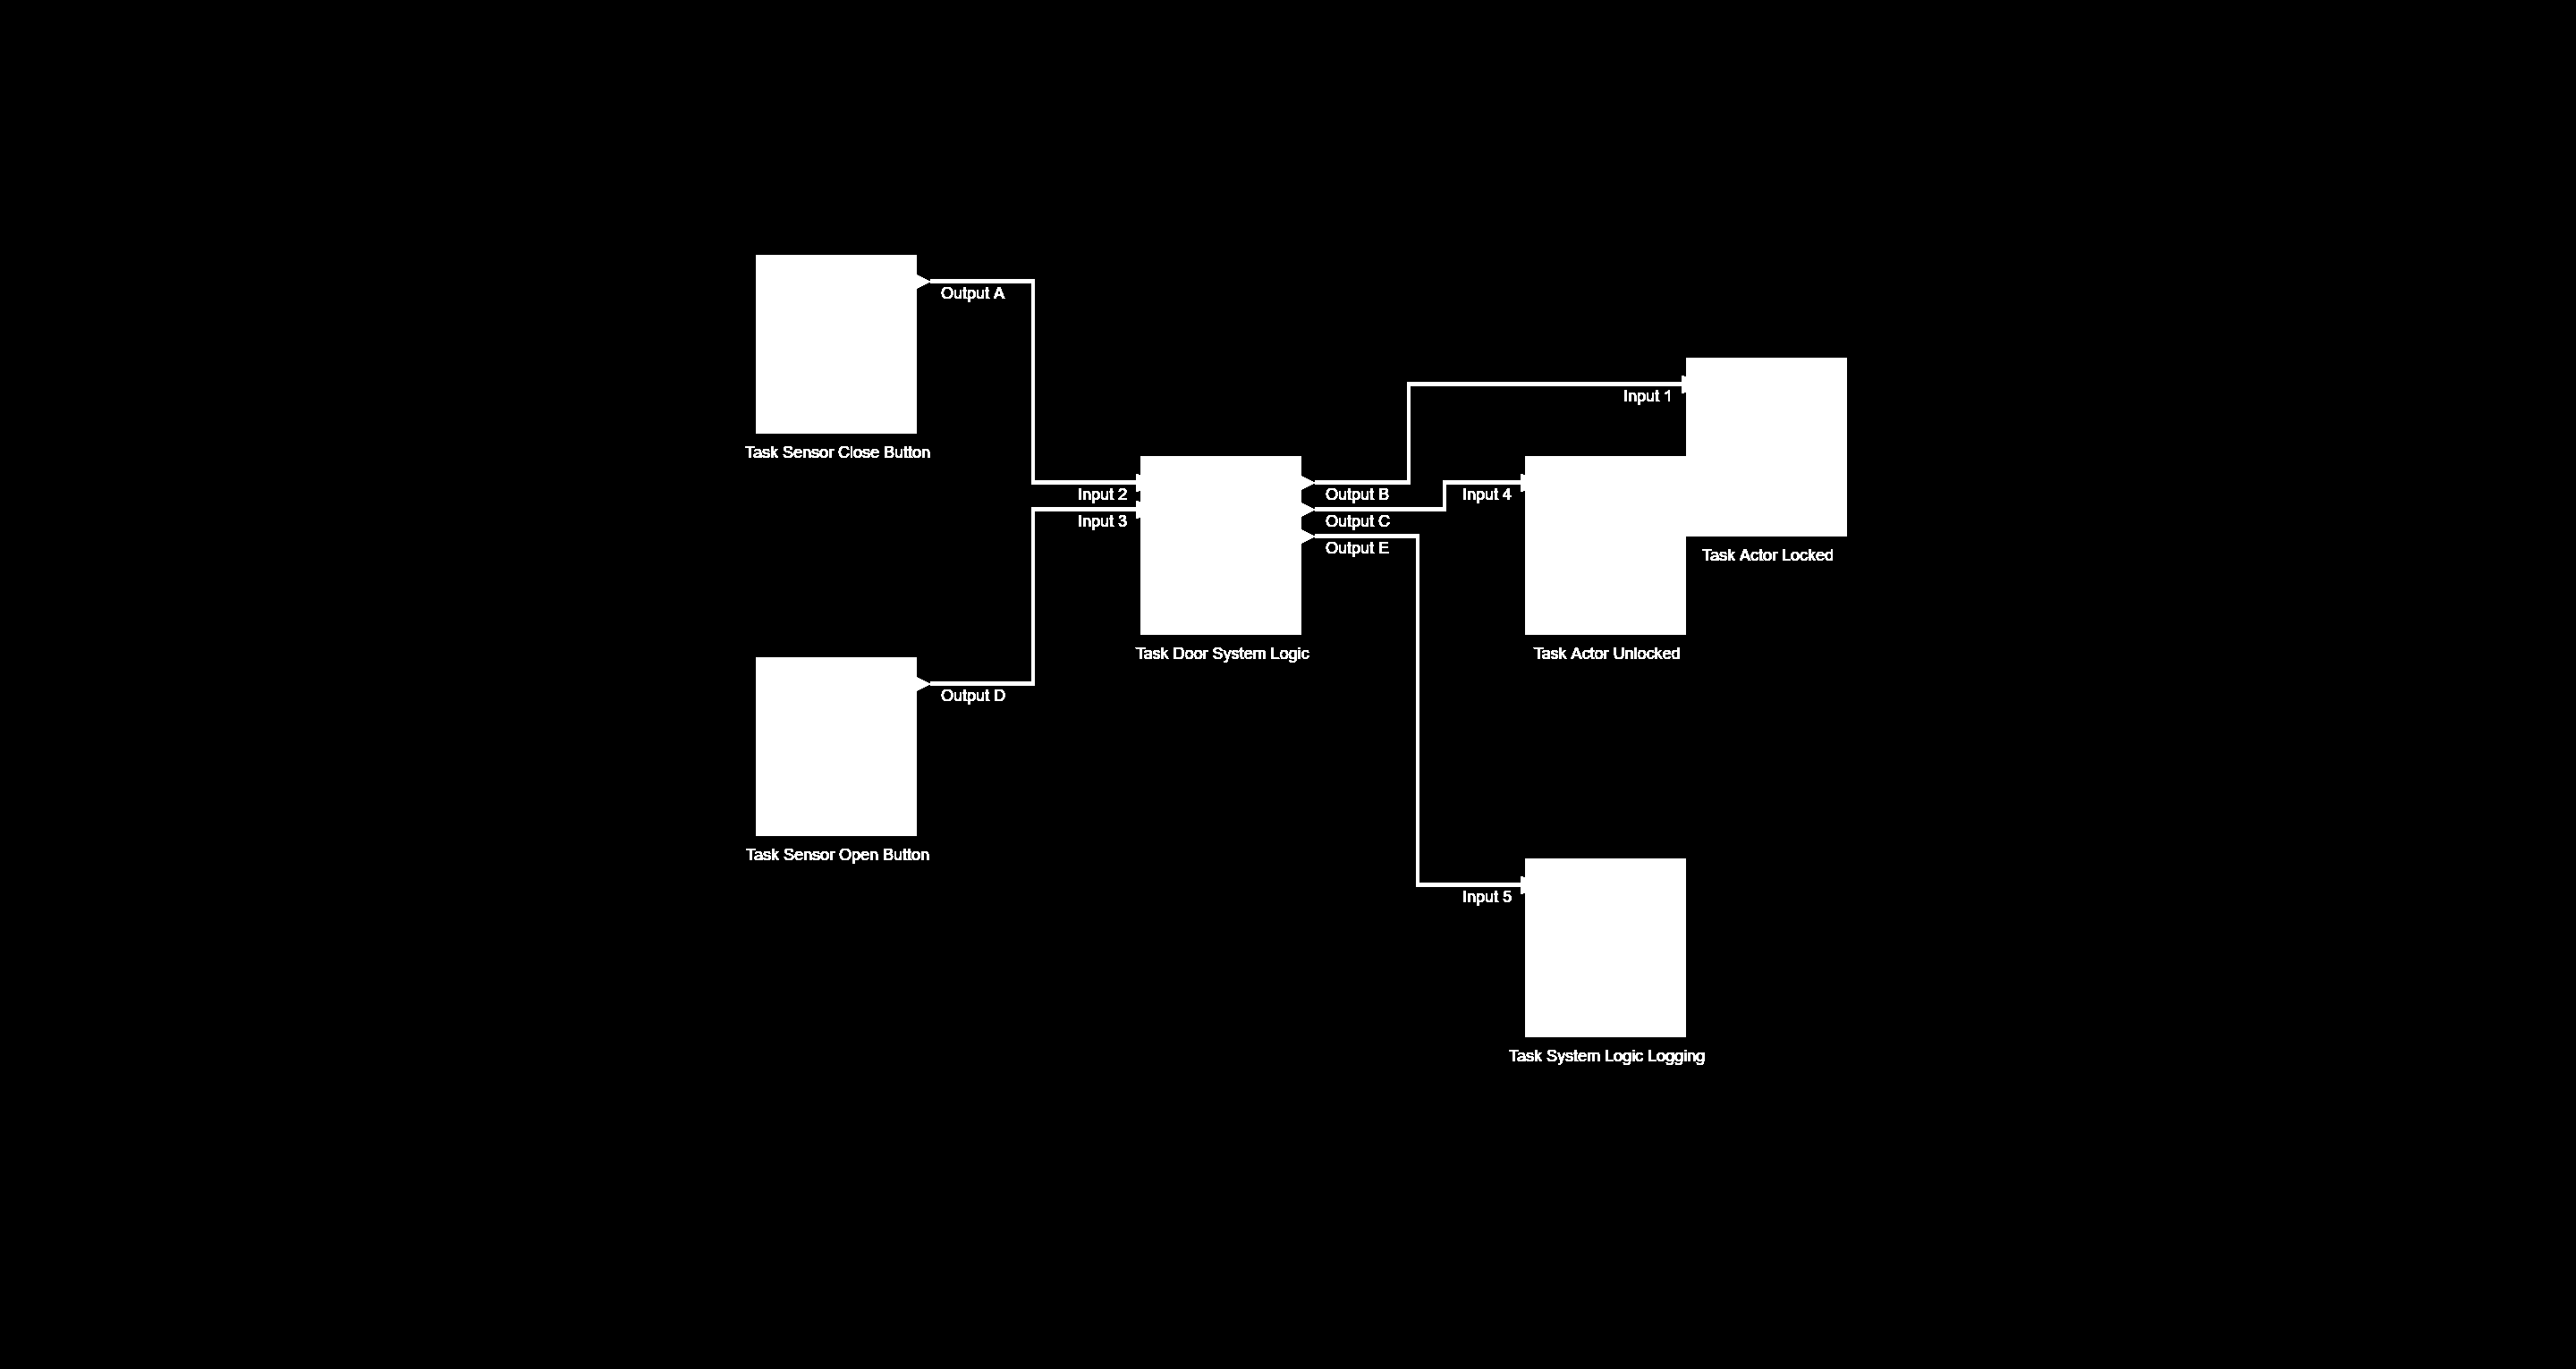 Output A
Input 1
Task Sensor Close Button
Input 2
Output B
Input 4
Input 3
Output C
Output E
Task Actor Locked
Task Door System Logic
Task Actor Unlocked
Output D
Task Sensor Open Button
Input 5
Task System Logic Logging